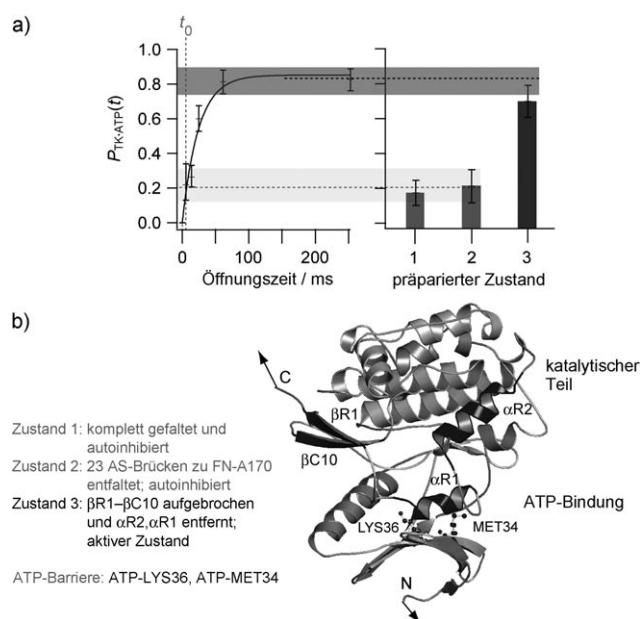 a)
t0
PTK·ATP(t)
1.0
0.8
0.6
0.4
0.2
0.0
0 100 200
Öffnungszeit / ms
1 2 3
präparierter Zustand
b)
C
βR1
βC10
αR2
αR1
katalytischer
Teil
ATP-Bindung
LYS36
MET34
N
Zustand 1: komplett gefaltet und
autoinhibiert
Zustand 2: 23 AS-Brücken zu FN-A170
entfaltet; autoinhibiert
Zustand 3: βR1–βC10 aufgebrochen
und αR2,αR1 entfernt;
aktiver Zustand
ATP-Barriere: ATP-LYS36, ATP-MET34